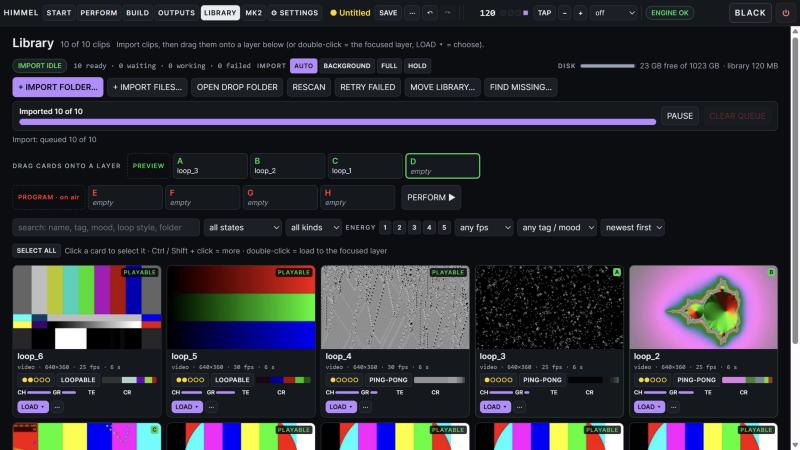 HIMMEL START PERFORM BUILD OUTPUTS LIBRARY MK2 ⚙ SETTINGS Untitled SAVE ... 120 TAP − + off ENGINE OK BLACK
Library 10 of 10 clips Import clips, then drag them onto a layer below (or double-click = the focused layer, LOAD ▾ = choose).
IMPORT IDLE 10 ready · 0 waiting · 0 working · 0 failed IMPORT AUTO BACKGROUND FULL HOLD DISK 23 GB free of 1023 GB · library 120 MB
+ IMPORT FOLDER... + IMPORT FILES... OPEN DROP FOLDER RESCAN RETRY FAILED MOVE LIBRARY... FIND MISSING...
Imported 10 of 10 PAUSE CLEAR QUEUE
Import: queued 10 of 10
DRAG CARDS ONTO A LAYER PREVIEW A loop_3 B loop_2 C loop_1 D empty
PROGRAM · on air E empty F empty G empty H empty PERFORM ▶
search: name, tag, mood, loop style, folder all states all kinds ENERGY 1 2 3 4 5 any fps any tag / mood newest first
SELECT ALL Click a card to select it · Ctrl / Shift + click = more · double-click = load to the focused layer
PLAYABLE PLAYABLE PLAYABLE A B
loop_6 loop_5 loop_4 loop_3 loop_2
video · 640×360 · 25 fps · 6 s video · 640×360 · 30 fps · 6 s video · 640×360 · 30 fps · 6 s video · 640×360 · 25 fps · 6 s video · 640×360 · 25 fps · 6 s
LOOPABLE LOOPABLE PING-PONG PING-PONG PING-PONG
CH GR TE CR CH GR TE CR CH GR TE CR CH GR TE CR CH GR TE CR
LOAD ▾ ... LOAD ▾ ... LOAD ▾ ... LOAD ▾ ... LOAD ▾ ...
C PLAYABLE PLAYABLE PLAYABLE PLAYABLE